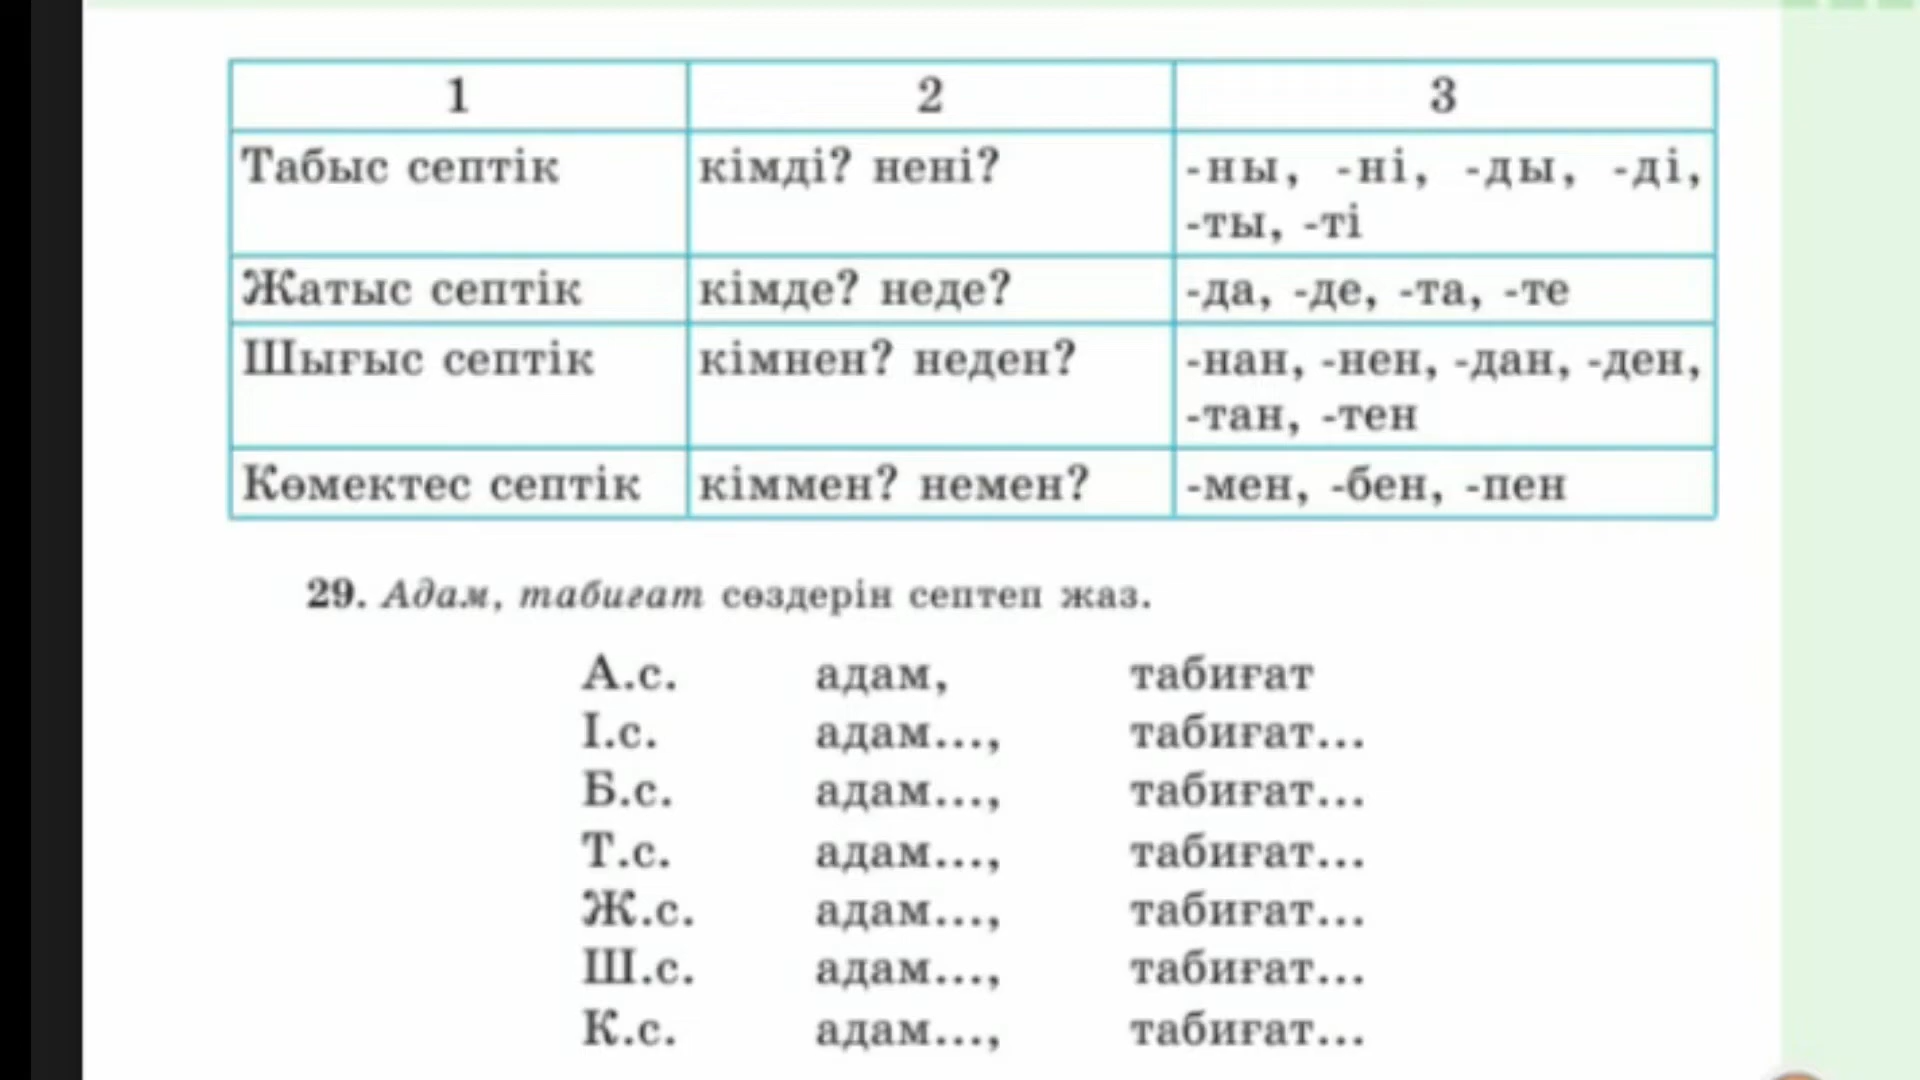 1 2 3
Табыс септік кімді? нені? -ны, -ні, -ды, -ді,
-ты, -ті
Жатыс септік кімде? неде? -да, -де, -та, -те
Шығыс септік кімнен? неден? -нан, -нен, -дан, -ден,
-тан, -тен
Көмектес септік кіммен? немен? -мен, -бен, -пен
29. Адам, табиғат сөздерін септеп жаз.
А.с. адам, табиғат
І.с. адам..., табиғат...
Б.с. адам..., табиғат...
Т.с. адам..., табиғат...
Ж.с. адам..., табиғат...
Ш.с. адам..., табиғат...
К.с. адам..., табиғат...